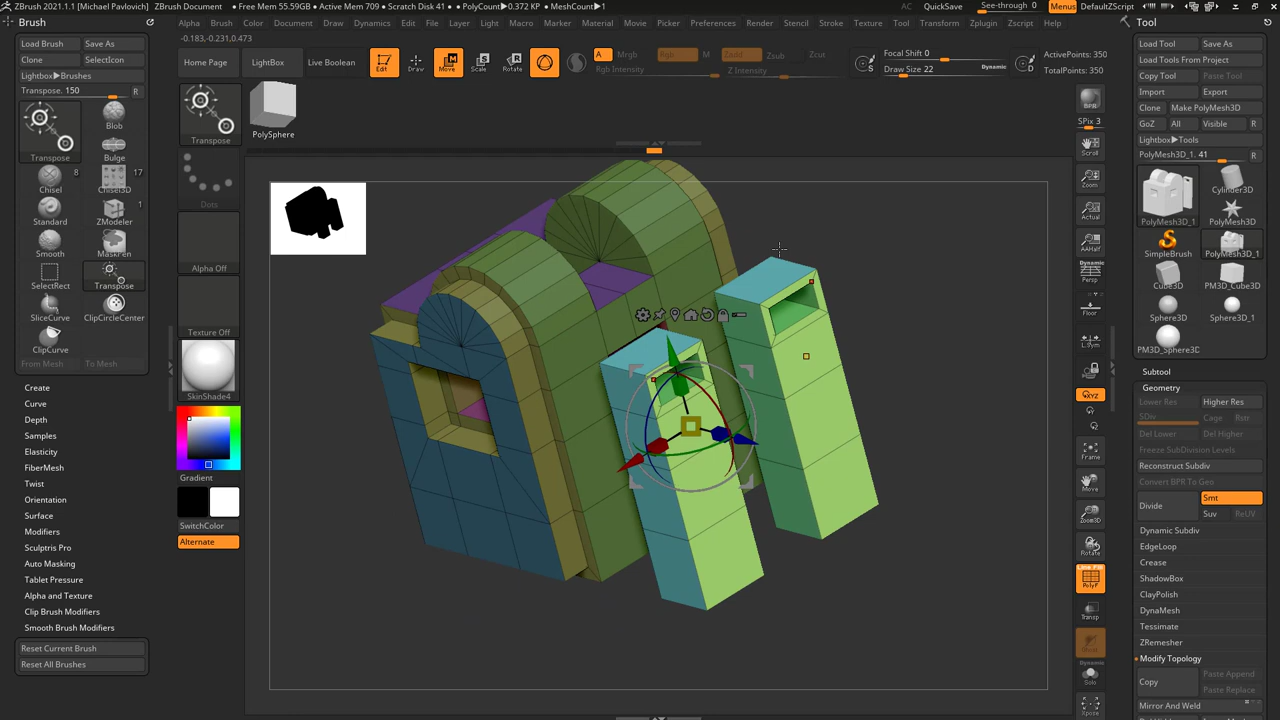 ZBrush 2021.1.1 [Michael Pavlovich] ZBrush Document • Free Mem 55.59GB • Active Mem 709 • Scratch Disk 41 • PolyCount▶0.372 KP • MeshCount▶1 AC QuickSave See-through 0 Menus DefaultZScript
Brush
Alpha Brush Color Document Draw Dynamics Edit File Layer Light Macro Marker Material Movie Picker Preferences Render Stencil Stroke Texture Tool Transform Zplugin Zscript Help
Tool
-0.183,-0.231,0.473
Load Brush Save As
Clone SelectIcon
Lightbox▶Brushes
Transpose. 150 R
Transpose Blob
Bulge
Chisel 8 Chisel3D 17
Standard ZModeler 1
Smooth MaskPen
SelectRect Transpose
SliceCurve ClipCircleCenter
ClipCurve
From Mesh To Mesh
Create
Curve
Depth
Samples
Elasticity
FiberMesh
Twist
Orientation
Surface
Modifiers
Sculptris Pro
Auto Masking
Tablet Pressure
Alpha and Texture
Clip Brush Modifiers
Smooth Brush Modifiers
Reset Current Brush
Reset All Brushes
Home Page LightBox Live Boolean
Edit Draw Move Scale Rotate
A Mrgb Rgb M Zadd Zsub Zcut
Rgb Intensity Z Intensity
Focal Shift 0
Draw Size 22 Dynamic
S D
ActivePoints: 350
TotalPoints: 350
Transpose
PolySphere
Dots
Alpha Off
Texture Off
SkinShade4
Gradient
SwitchColor
Alternate
BPR
SPix 3
Scroll
Zoom
Actual
AAHalf
Dynamic
Persp
Floor
L.Sym
XYZ
Frame
Move
Zoom3D
Rotate
Line Fill
PolyF
Transp
Ghost
Dynamic
Solo
Xpose
Load Tool Save As
Load Tools From Project
Copy Tool Paste Tool
Import Export
Clone Make PolyMesh3D
GoZ All Visible R
Lightbox▶Tools
PolyMesh3D_1. 41 R
PolyMesh3D_1 Cylinder3D
PolyMesh3D
SimpleBrush PolyMesh3D_1
Cube3D PM3D_Cube3D
Sphere3D Sphere3D_1
PM3D_Sphere3D
Subtool
Geometry
Lower Res Higher Res
SDiv Cage Rstr
Del Lower Del Higher
Freeze SubDivision Levels
Reconstruct Subdiv
Convert BPR To Geo
Divide Smt
Suv ReUV
Dynamic Subdiv
EdgeLoop
Crease
ShadowBox
ClayPolish
DynaMesh
Tessimate
ZRemesher
Modify Topology
Copy Paste Append
Paste Replace
Mirror And Weld